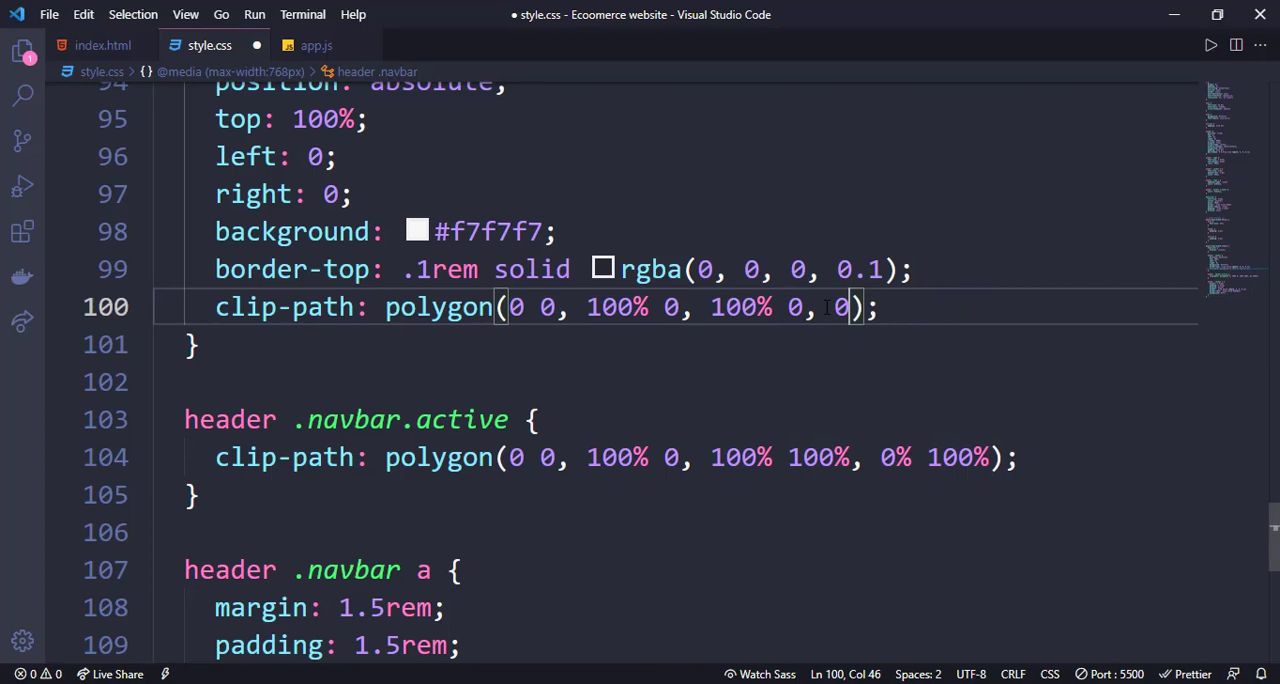 File Edit Selection View Go Run Terminal Help
● style.css - Ecoomerce website - Visual Studio Code
index.html style.css ● app.js
style.css > {} @media (max-width:768px) > header .navbar
94 position: absolute;
95 top: 100%;
96 left: 0;
97 right: 0;
98 background: #f7f7f7;
99 border-top: .1rem solid rgba(0, 0, 0, 0.1);
100 clip-path: polygon(0 0, 100% 0, 100% 0, 0);
101 }
102
103 header .navbar.active {
104 clip-path: polygon(0 0, 100% 0, 100% 100%, 0% 100%);
105 }
106
107 header .navbar a {
108 margin: 1.5rem;
109 padding: 1.5rem;
1
0 0 Live Share Watch Sass Ln 100, Col 46 Spaces: 2 UTF-8 CRLF CSS Port : 5500 Prettier